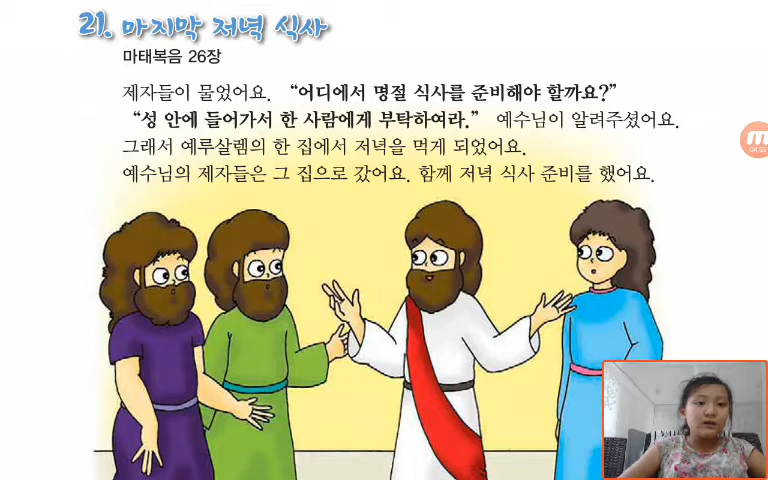 21. 마지막 저녁 식사
마태복음 26장
제자들이 물었어요. “어디에서 명절 식사를 준비해야 할까요?”
“성 안에 들어가서 한 사람에게 부탁하여라.” 예수님이 알려주셨어요.
그래서 예루살렘의 한 집에서 저녁을 먹게 되었어요.
예수님의 제자들은 그 집으로 갔어요. 함께 저녁 식사 준비를 했어요.
04:52